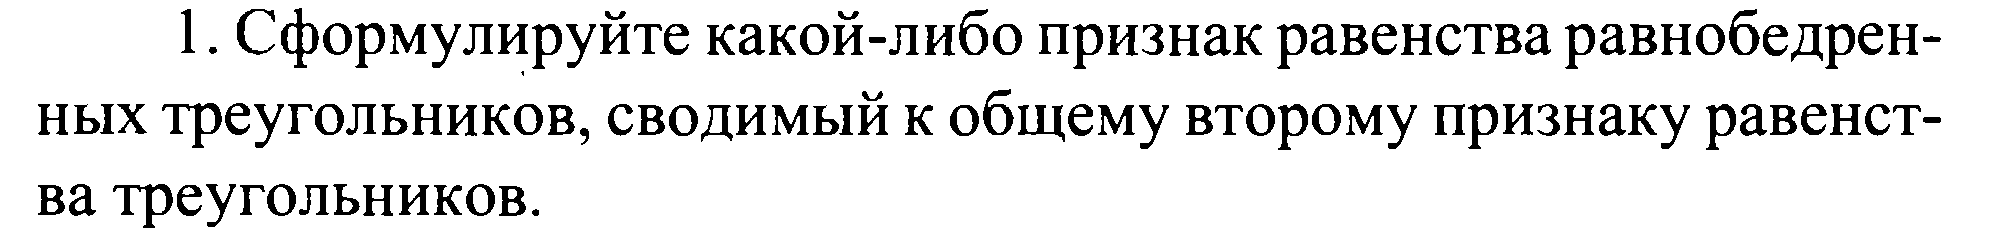 1. Сформулируйте какой-либо признак равенства равнобедрен-
ных треугольников, сводимый к общему второму признаку равенст-
ва треугольников.